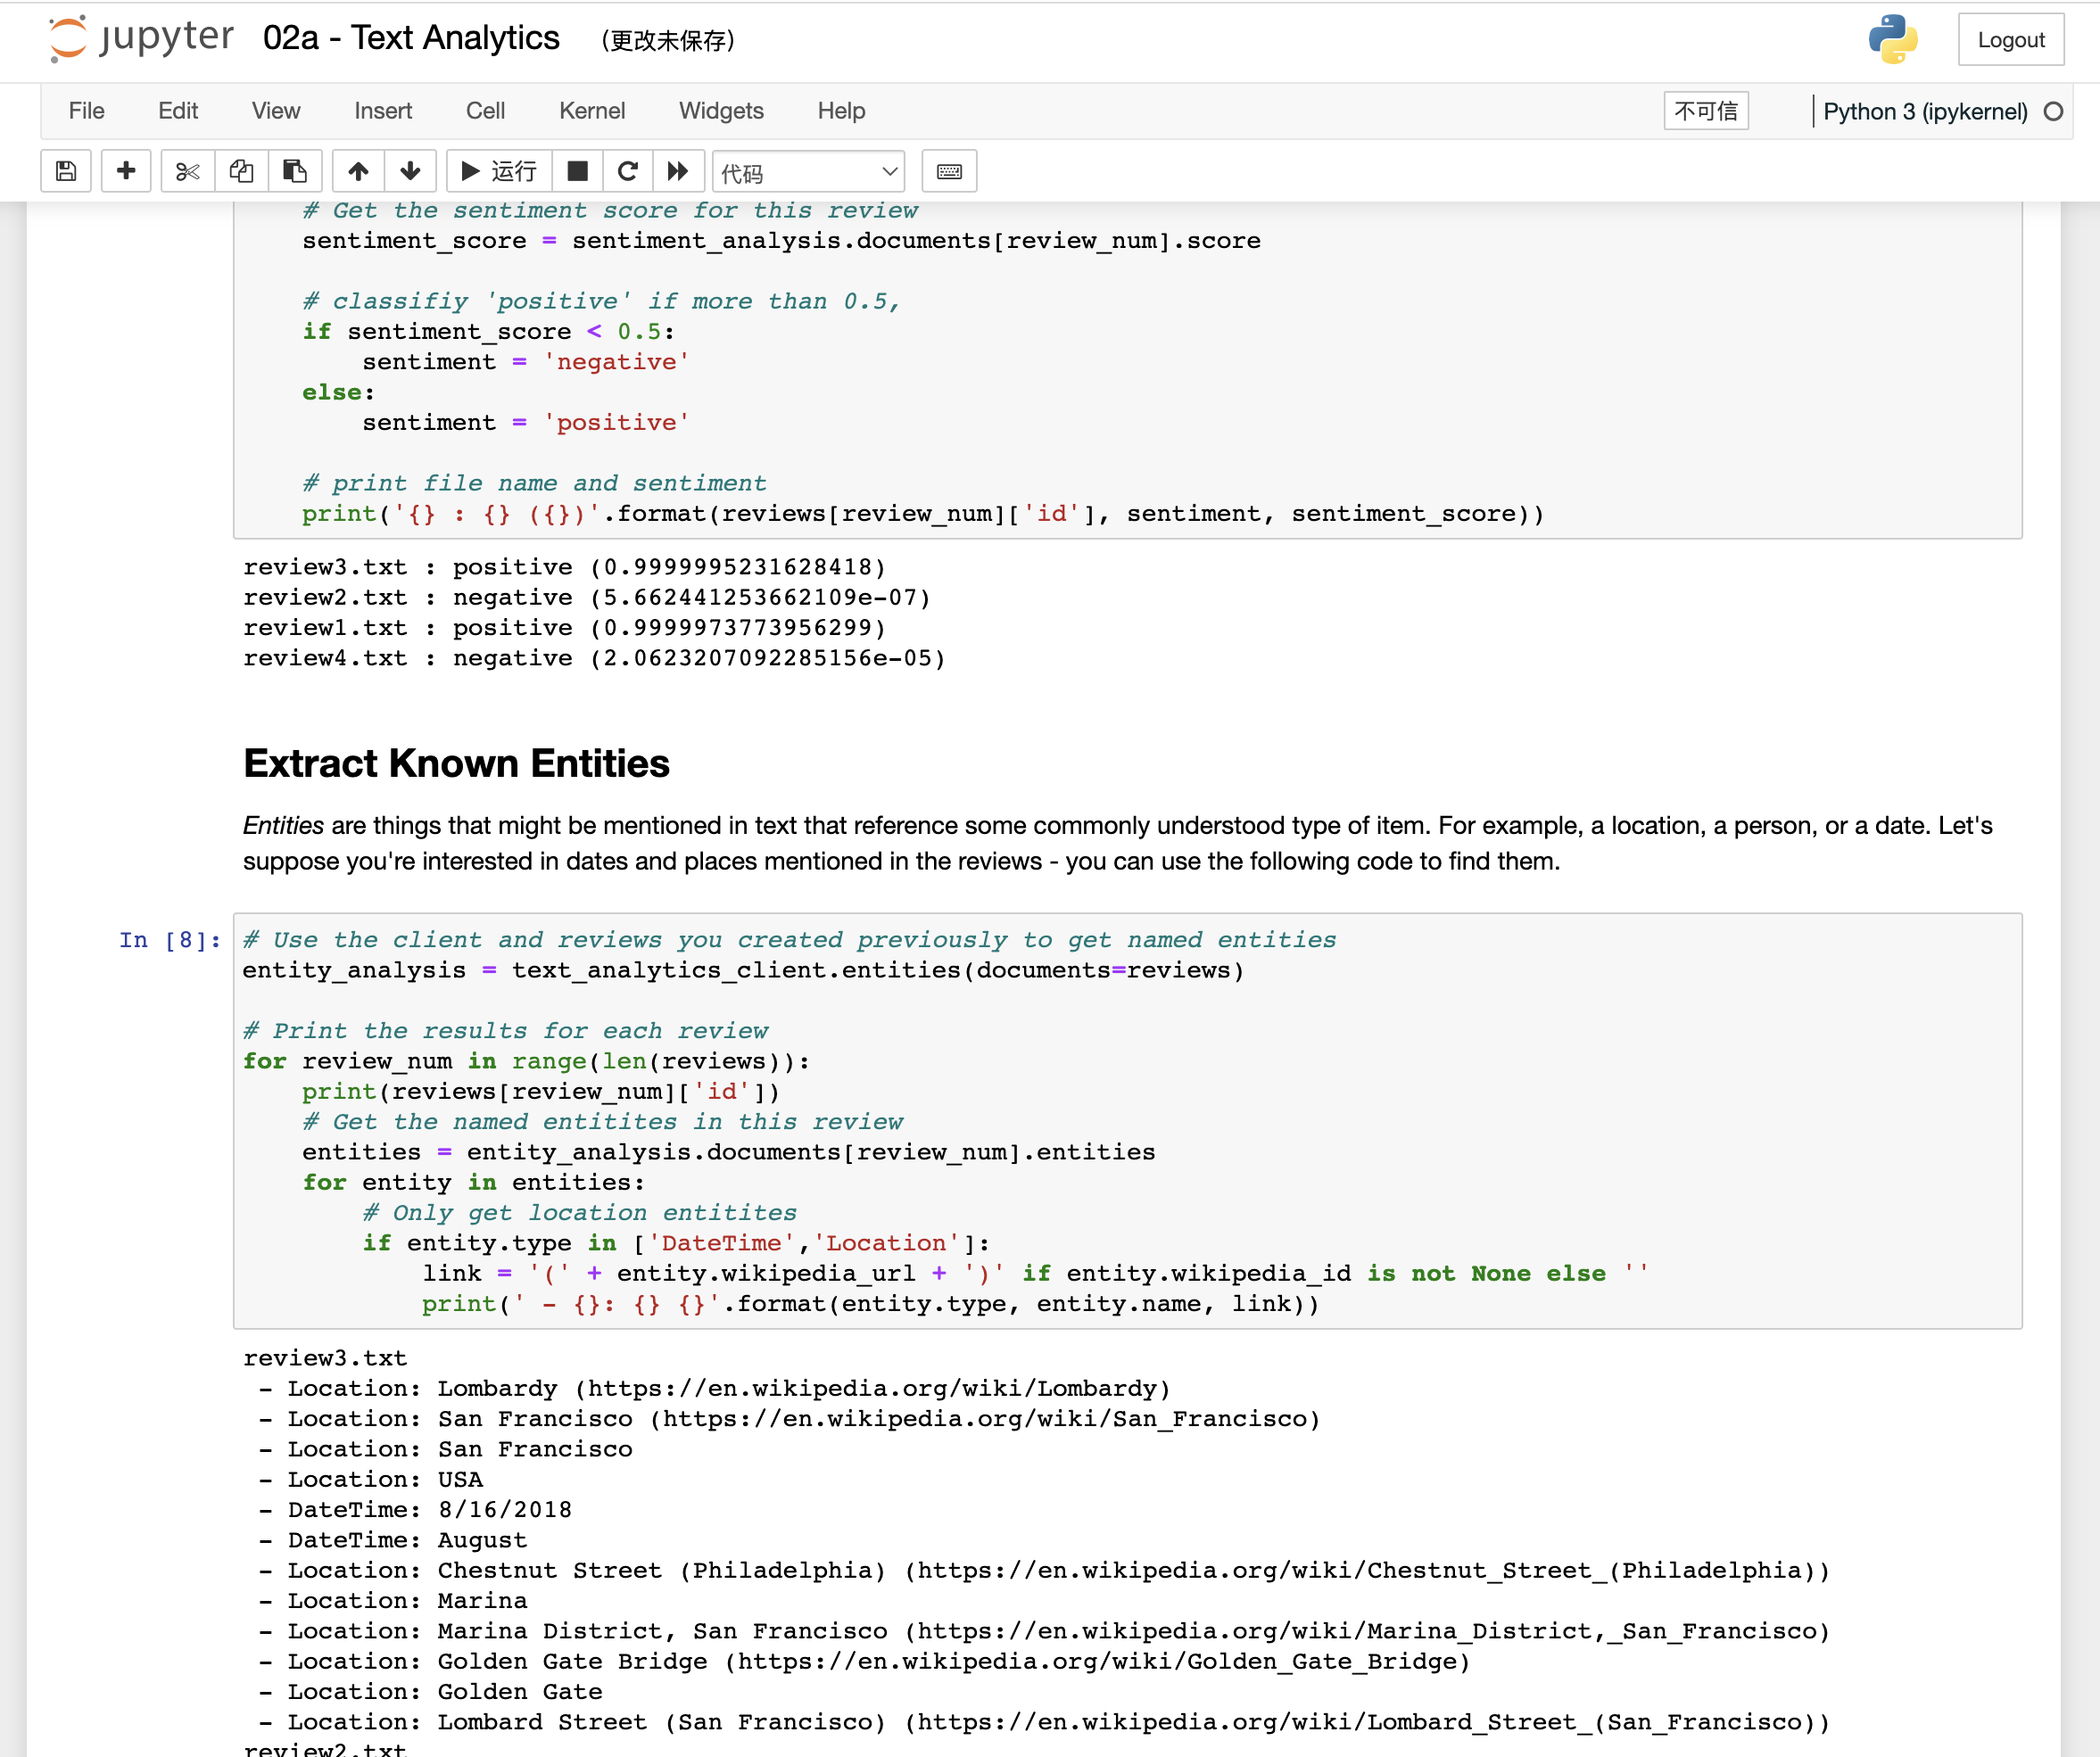 jupyter 02a - Text Analytics (更改未保存) Logout
File Edit View Insert Cell Kernel Widgets Help 不可信 Python 3 (ipykernel)
运行 代码
# Get the sentiment score for this review
sentiment_score = sentiment_analysis.documents[review_num].score
# classifiy 'positive' if more than 0.5,
if sentiment_score < 0.5:
sentiment = 'negative'
else:
sentiment = 'positive'
# print file name and sentiment
print('{} : {} ({})'.format(reviews[review_num]['id'], sentiment, sentiment_score))
review3.txt : positive (0.9999995231628418)
review2.txt : negative (5.662441253662109e-07)
review1.txt : positive (0.9999973773956299)
review4.txt : negative (2.0623207092285156e-05)
Extract Known Entities
Entities are things that might be mentioned in text that reference some commonly understood type of item. For example, a location, a person, or a date. Let's
suppose you're interested in dates and places mentioned in the reviews - you can use the following code to find them.
In [8]: # Use the client and reviews you created previously to get named entities
entity_analysis = text_analytics_client.entities(documents=reviews)
# Print the results for each review
for review_num in range(len(reviews)):
print(reviews[review_num]['id'])
# Get the named entitites in this review
entities = entity_analysis.documents[review_num].entities
for entity in entities:
# Only get location entitites
if entity.type in ['DateTime','Location']:
link = '(' + entity.wikipedia_url + ')' if entity.wikipedia_id is not None else ''
print(' - {}: {} {}'.format(entity.type, entity.name, link))
review3.txt
- Location: Lombardy (https://en.wikipedia.org/wiki/Lombardy)
- Location: San Francisco (https://en.wikipedia.org/wiki/San_Francisco)
- Location: San Francisco
- Location: USA
- DateTime: 8/16/2018
- DateTime: August
- Location: Chestnut Street (Philadelphia) (https://en.wikipedia.org/wiki/Chestnut_Street_(Philadelphia))
- Location: Marina
- Location: Marina District, San Francisco (https://en.wikipedia.org/wiki/Marina_District,_San_Francisco)
- Location: Golden Gate Bridge (https://en.wikipedia.org/wiki/Golden_Gate_Bridge)
- Location: Golden Gate
- Location: Lombard Street (San Francisco) (https://en.wikipedia.org/wiki/Lombard_Street_(San_Francisco))
review2.txt